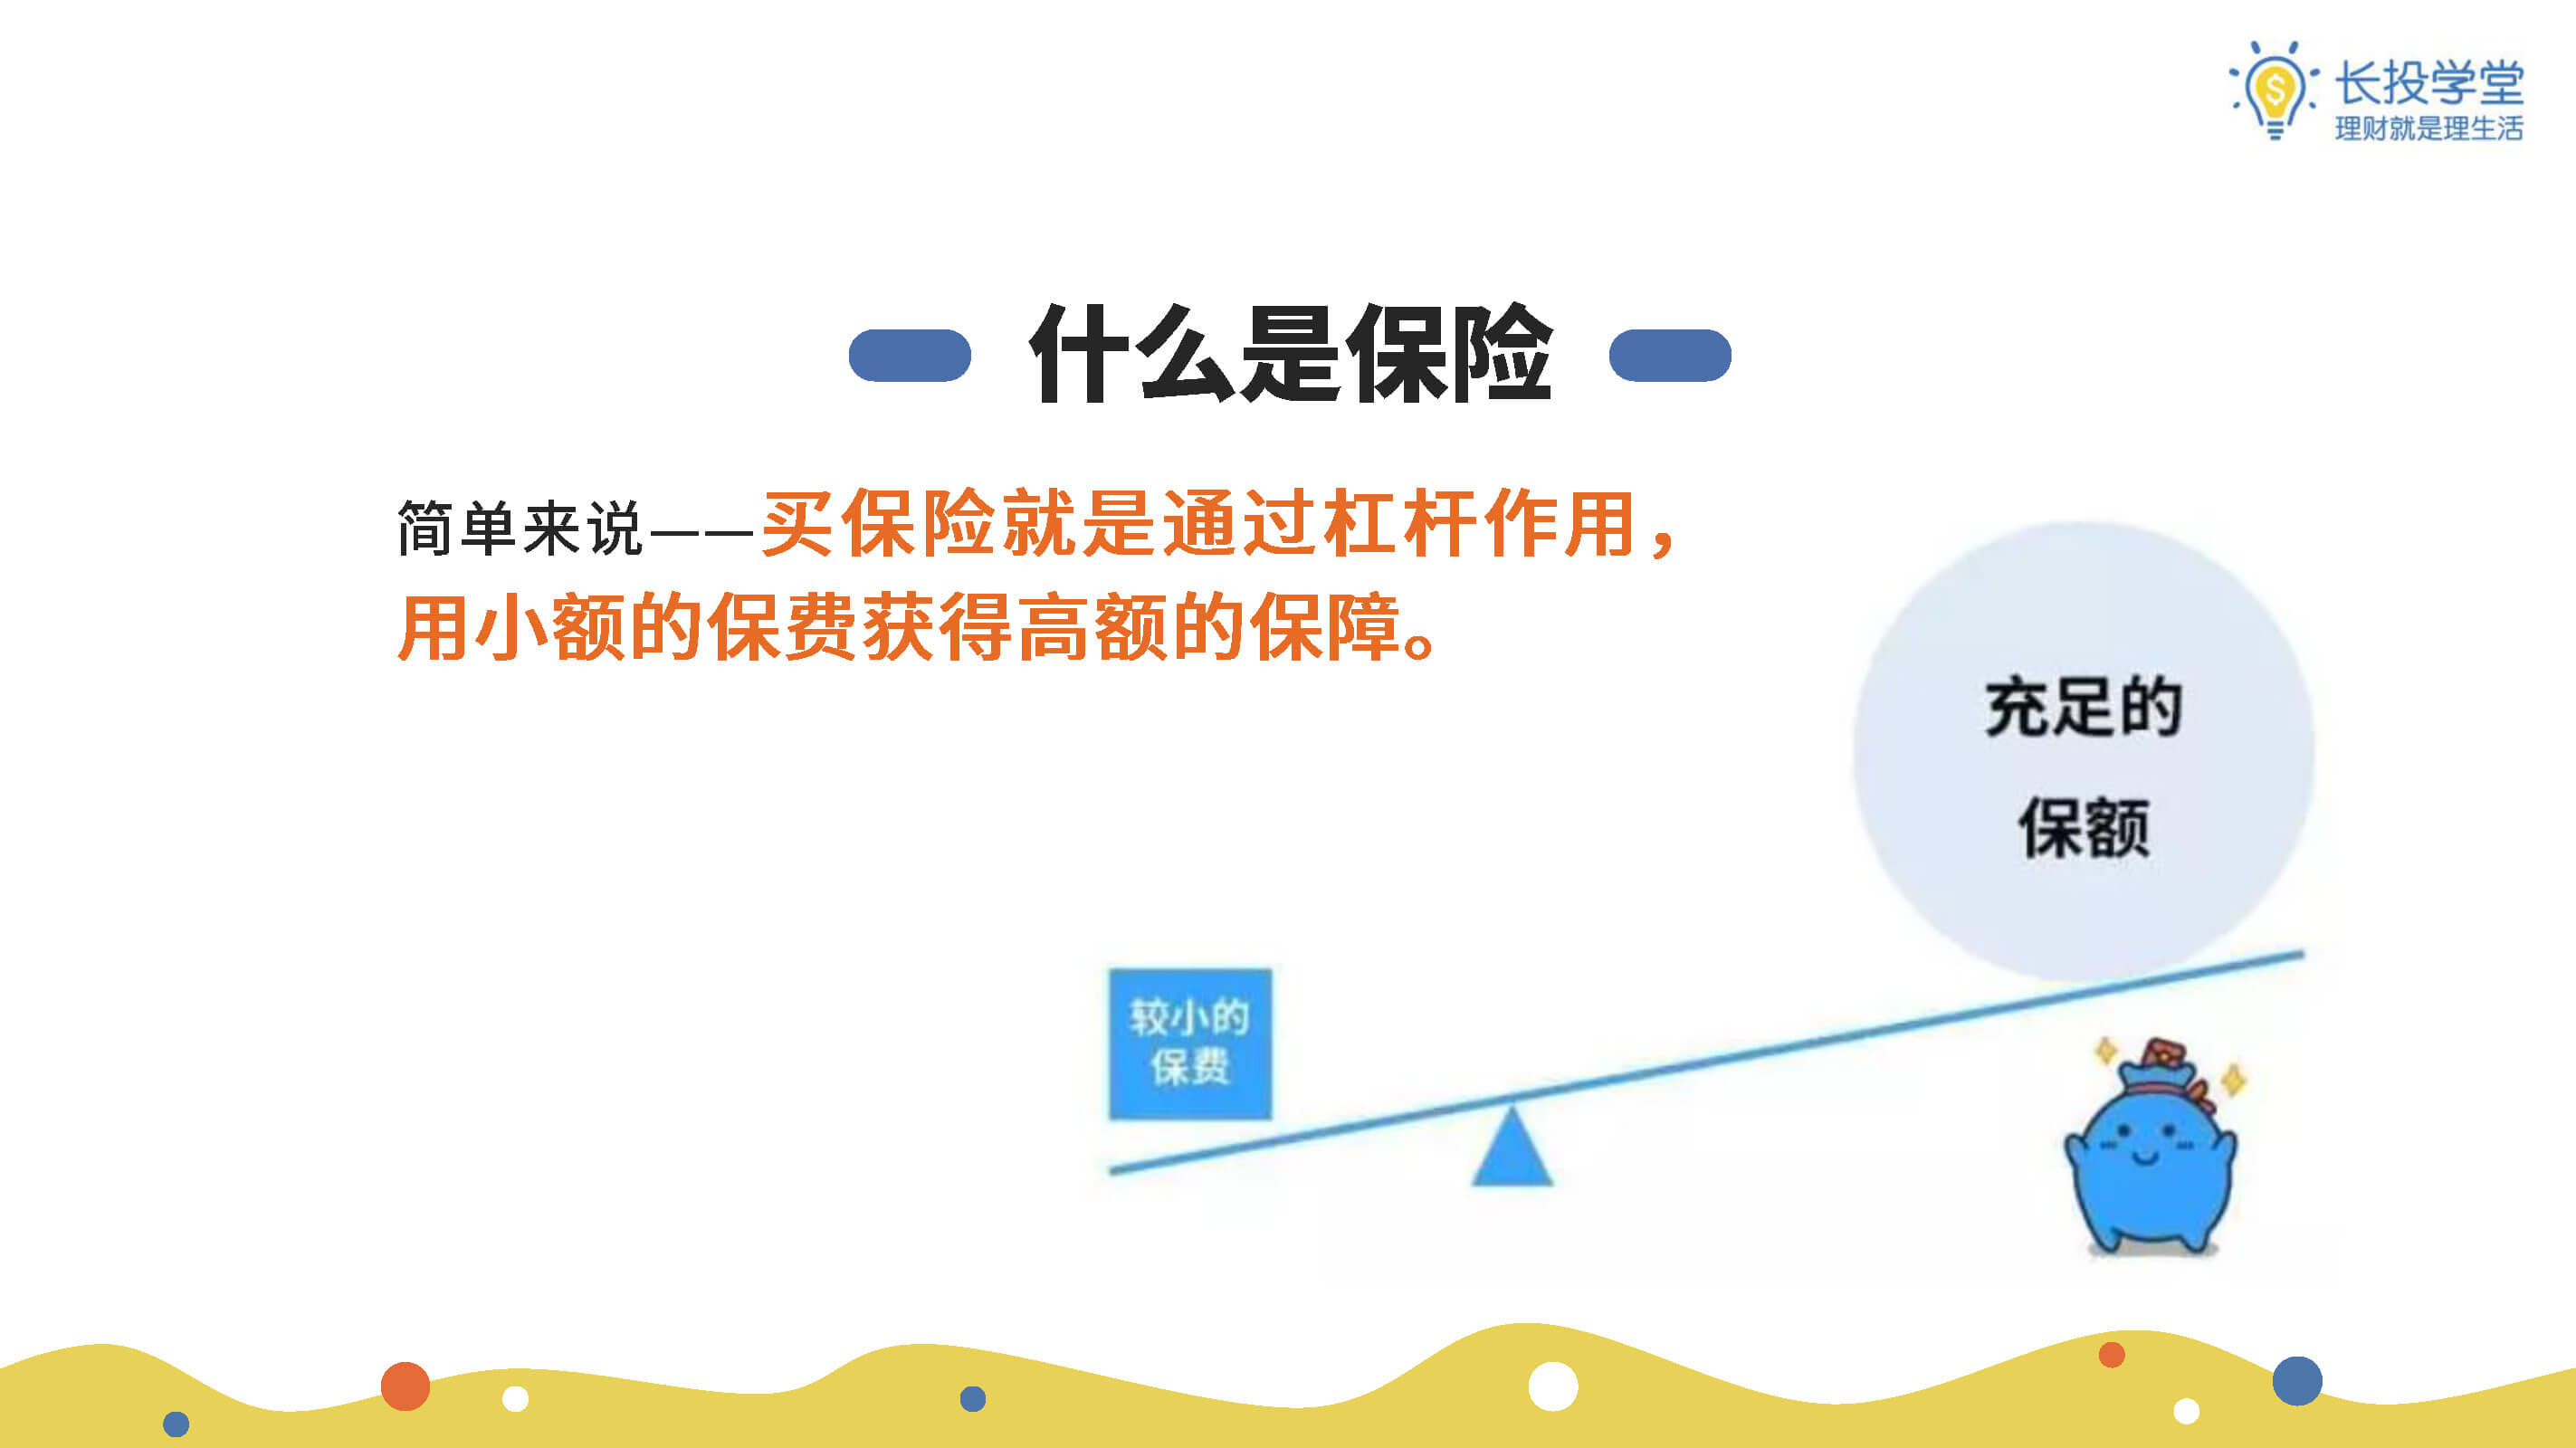 长投学堂
理财就是理生活
什么是保险
简单来说——买保险就是通过杠杆作用，
用小额的保费获得高额的保障。
充足的
保额
较小的
保费